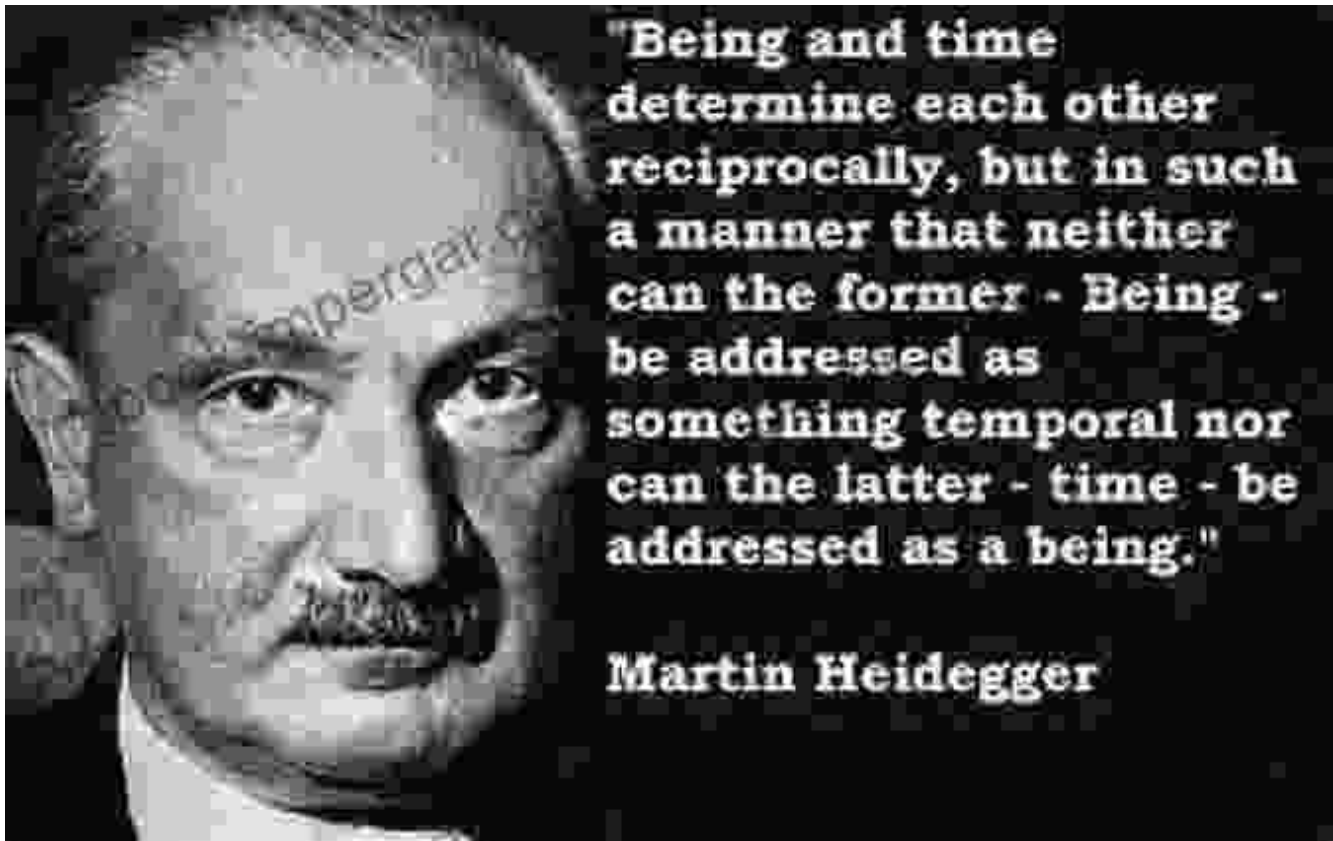 "Being and time
determine each other
reciprocally, but in such
a manner that neither
can the former - Being -
be addressed as
something temporal nor
can the latter - time - be
addressed as a being."
Martin Heidegger